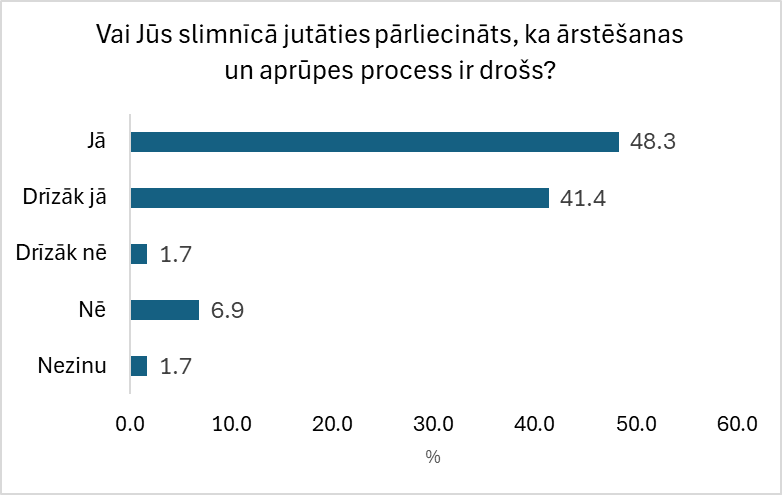 Vai Jūs slimnīcā jutāties pārliecināts, ka ārstēšanas
un aprūpes process ir drošs?
Jā 48.3
Drīzāk jā 41.4
Drīzāk nē 1.7
Nē 6.9
Nezinu 1.7
0.0 10.0 20.0 30.0 40.0 50.0 60.0
%